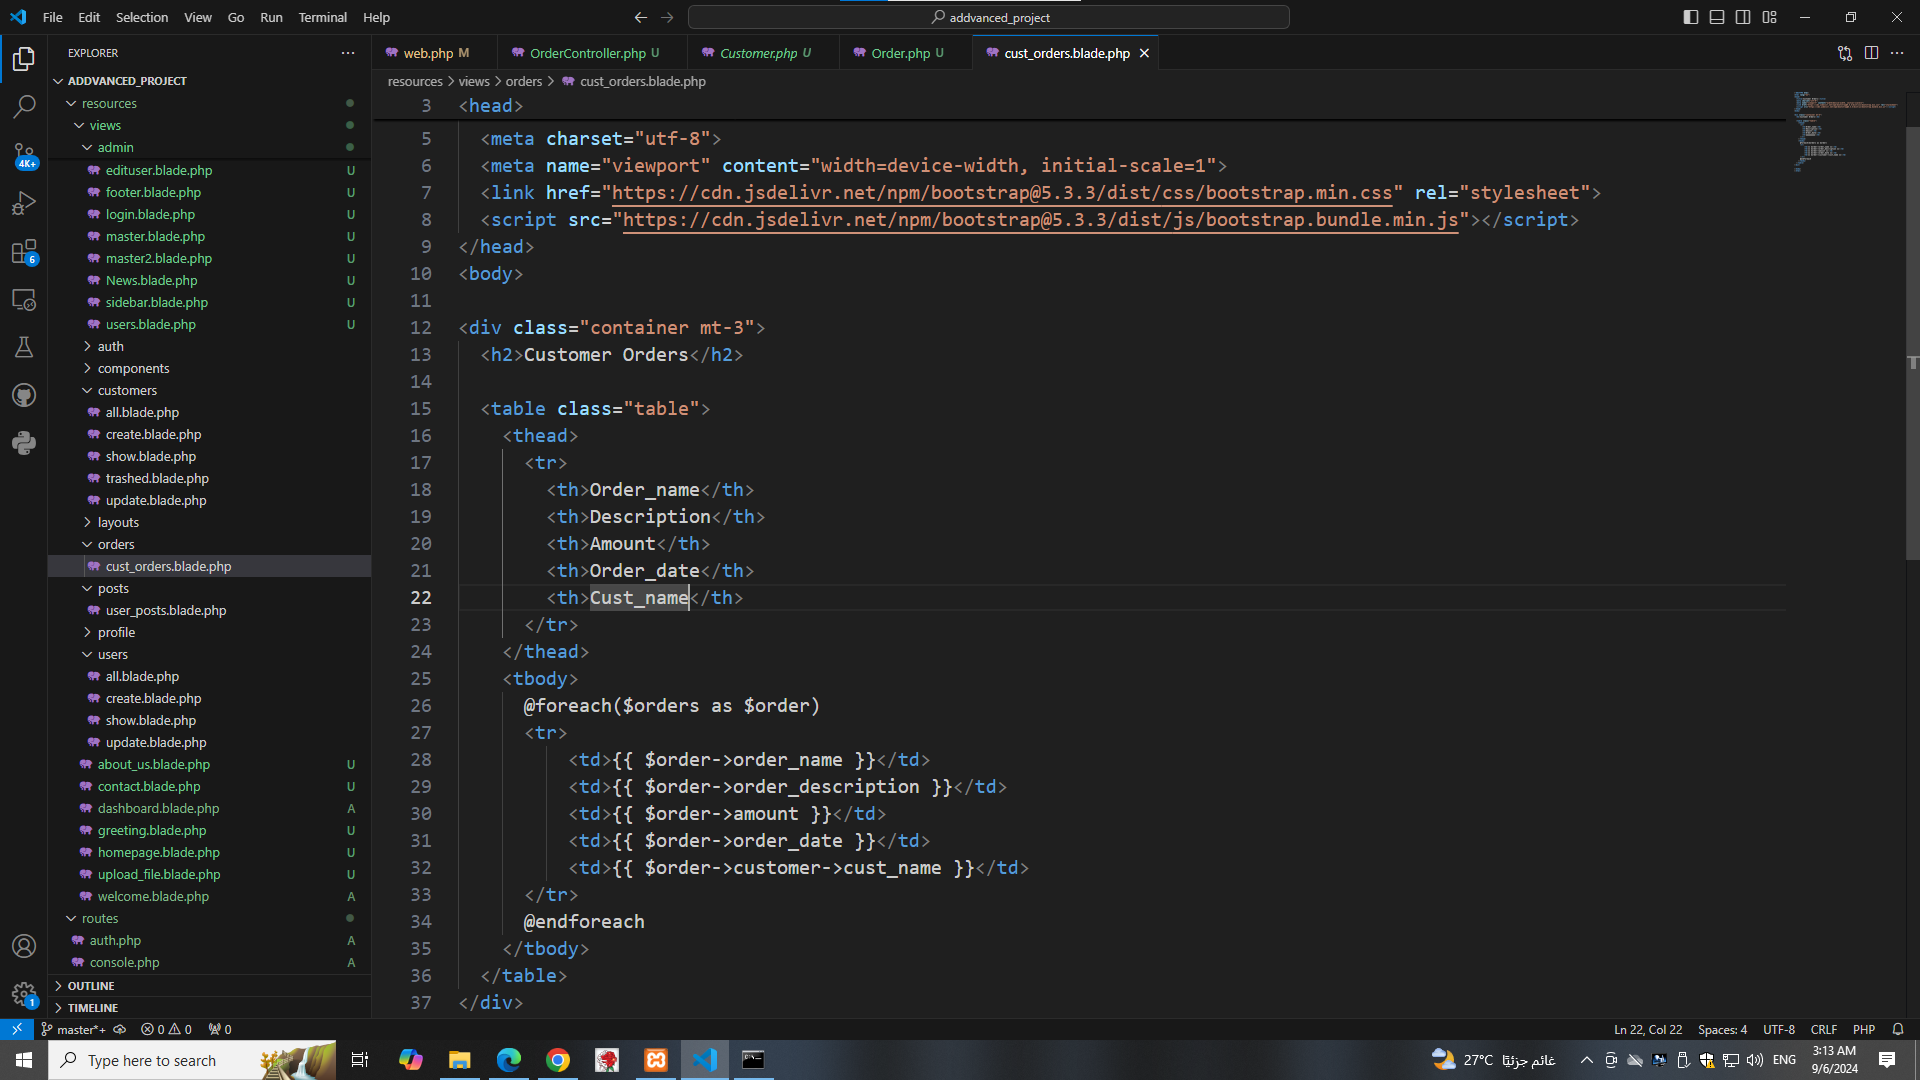 File Edit Selection View Go Run Terminal Help
addvanced_project
EXPLORER
web.php M
OrderController.php U
Customer.php U
Order.php U
cust_orders.blade.php
resources > views > orders > cust_orders.blade.php
ADDVANCED_PROJECT
resources
views
admin
edituser.blade.php U
footer.blade.php U
login.blade.php U
master.blade.php U
master2.blade.php U
News.blade.php U
sidebar.blade.php U
users.blade.php U
auth
components
customers
all.blade.php
create.blade.php
show.blade.php
trashed.blade.php
update.blade.php
layouts
orders
cust_orders.blade.php
posts
user_posts.blade.php
profile
users
all.blade.php
create.blade.php
show.blade.php
update.blade.php
about_us.blade.php U
contact.blade.php U
dashboard.blade.php A
greeting.blade.php U
homepage.blade.php U
upload_file.blade.php U
welcome.blade.php A
routes
auth.php A
console.php A
OUTLINE
TIMELINE
4K+
6
1
3 <head>
5 <meta charset="utf-8">
6 <meta name="viewport" content="width=device-width, initial-scale=1">
7 <link href="https://cdn.jsdelivr.net/npm/bootstrap@5.3.3/dist/css/bootstrap.min.css" rel="stylesheet">
8 <script src="https://cdn.jsdelivr.net/npm/bootstrap@5.3.3/dist/js/bootstrap.bundle.min.js"></script>
9 </head>
10 <body>
11
12 <div class="container mt-3">
13 <h2>Customer Orders</h2>
14
15 <table class="table">
16 <thead>
17 <tr>
18 <th>Order_name</th>
19 <th>Description</th>
20 <th>Amount</th>
21 <th>Order_date</th>
22 <th>Cust_name</th>
23 </tr>
24 </thead>
25 <tbody>
26 @foreach($orders as $order)
27 <tr>
28 <td>{{ $order->order_name }}</td>
29 <td>{{ $order->order_description }}</td>
30 <td>{{ $order->amount }}</td>
31 <td>{{ $order->order_date }}</td>
32 <td>{{ $order->customer->cust_name }}</td>
33 </tr>
34 @endforeach
35 </tbody>
36 </table>
37 </div>
master*+ 0 0 0
Ln 22, Col 22 Spaces: 4 UTF-8 CRLF PHP
Type here to search
27°C غائم جزئيًا
ENG
3:13 AM
9/6/2024